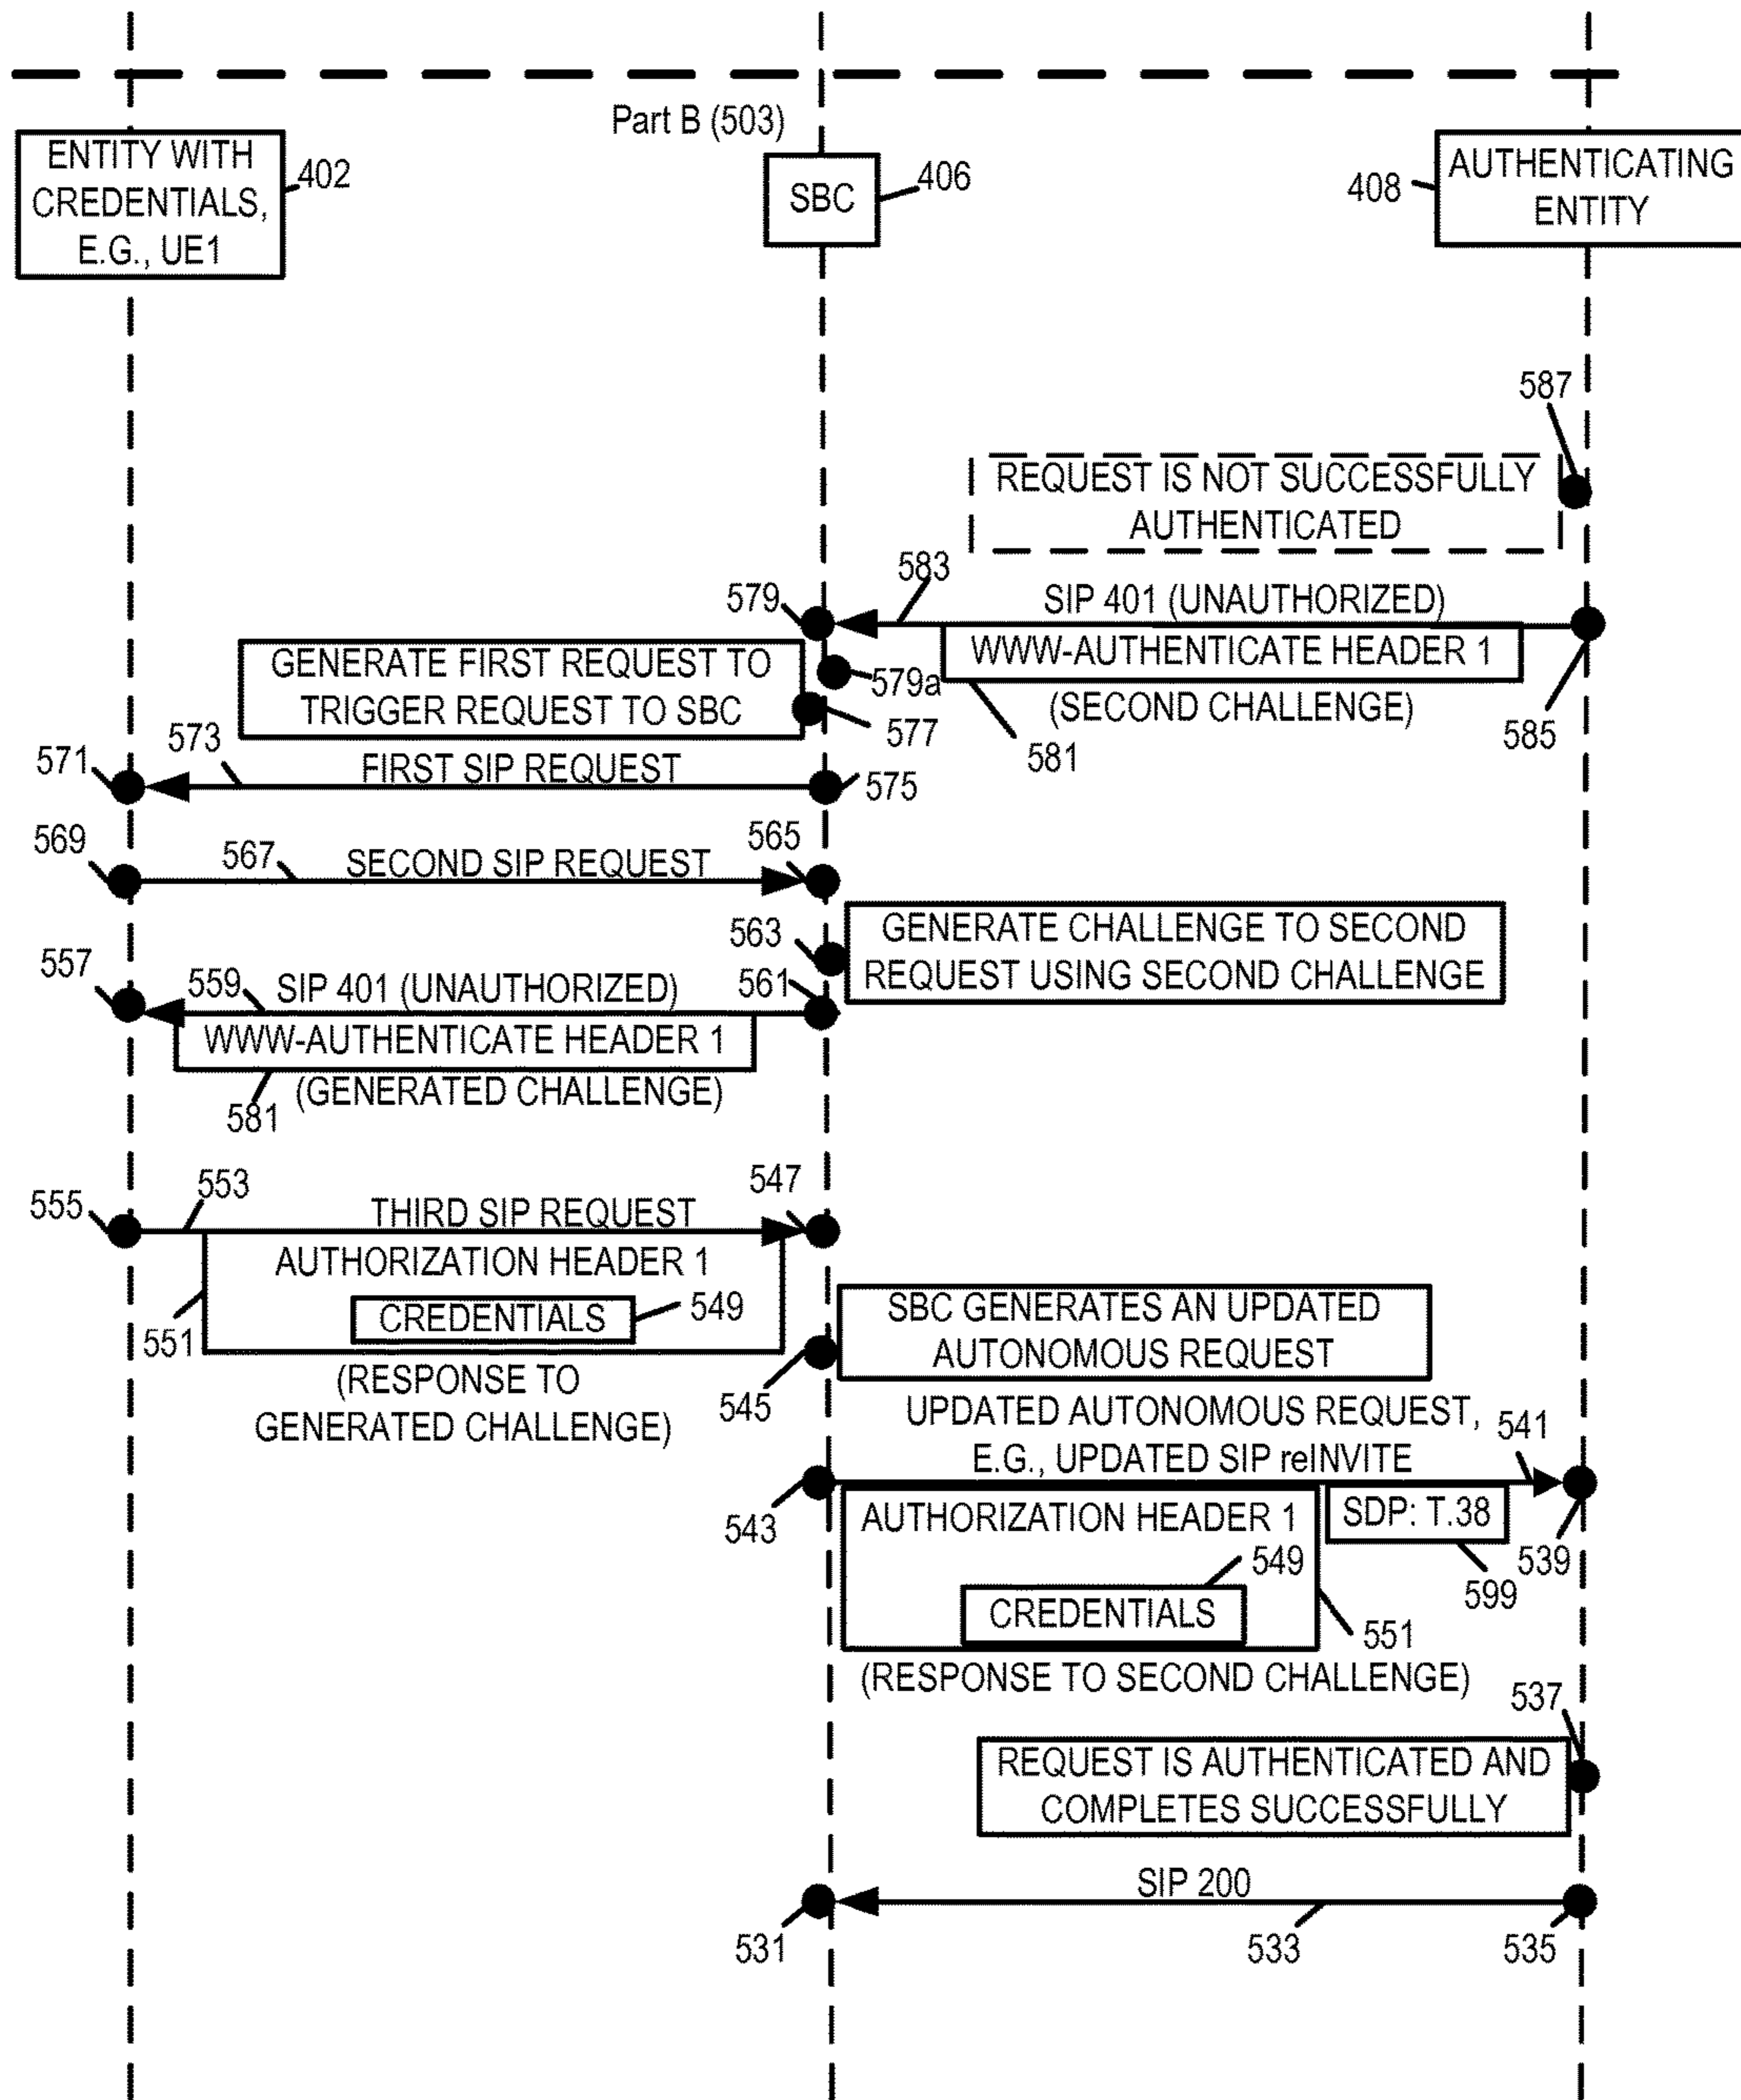 Part B (503)
ENTITY WITH
CREDENTIALS,
E.G., UE1
402
SBC
406
408
AUTHENTICATING
ENTITY
587
REQUEST IS NOT SUCCESSFULLY
AUTHENTICATED
579
583
SIP 401 (UNAUTHORIZED)
WWW-AUTHENTICATE HEADER 1
(SECOND CHALLENGE)
581
585
579a
GENERATE FIRST REQUEST TO
TRIGGER REQUEST TO SBC
577
571
573
FIRST SIP REQUEST
575
569
567
SECOND SIP REQUEST
565
563
GENERATE CHALLENGE TO SECOND
REQUEST USING SECOND CHALLENGE
557
559
SIP 401 (UNAUTHORIZED)
561
WWW-AUTHENTICATE HEADER 1
(GENERATED CHALLENGE)
581
555
553
THIRD SIP REQUEST
547
AUTHORIZATION HEADER 1
CREDENTIALS
549
551
(RESPONSE TO
GENERATED CHALLENGE)
SBC GENERATES AN UPDATED
AUTONOMOUS REQUEST
545
UPDATED AUTONOMOUS REQUEST,
E.G., UPDATED SIP reINVITE
541
543
AUTHORIZATION HEADER 1
SDP: T.38
539
599
549
CREDENTIALS
551
(RESPONSE TO SECOND CHALLENGE)
537
REQUEST IS AUTHENTICATED AND
COMPLETES SUCCESSFULLY
SIP 200
531
533
535